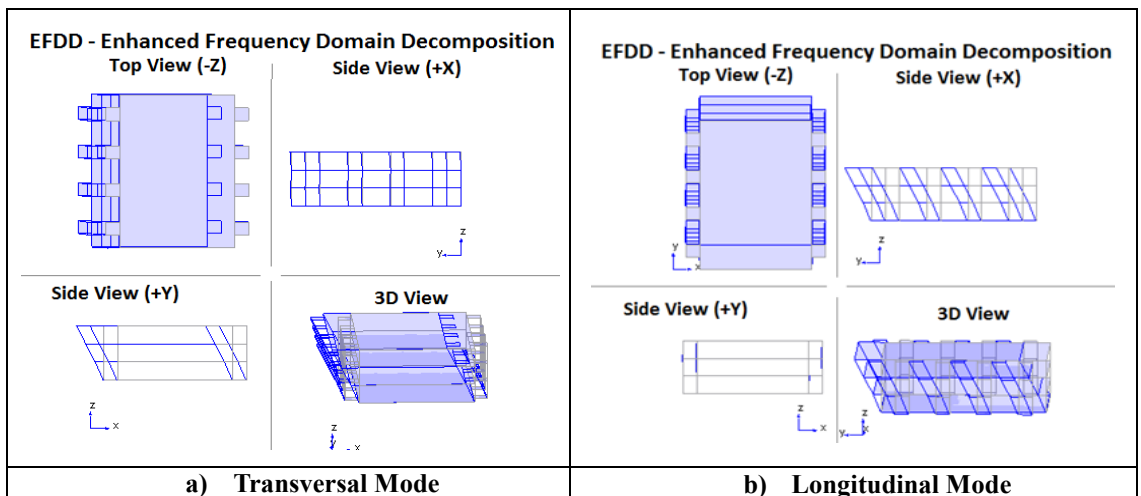 EFDD - Enhanced Frequency Domain Decomposition
Top View (-Z)
Side View (+X)
z
y
Side View (+Y)
3D View
z
x
z
y
x
a) Transversal Mode
EFDD - Enhanced Frequency Domain Decomposition
Top View (-Z)
Side View (+X)
y
x
z
y
Side View (+Y)
3D View
z
x
z
y
x
b) Longitudinal Mode